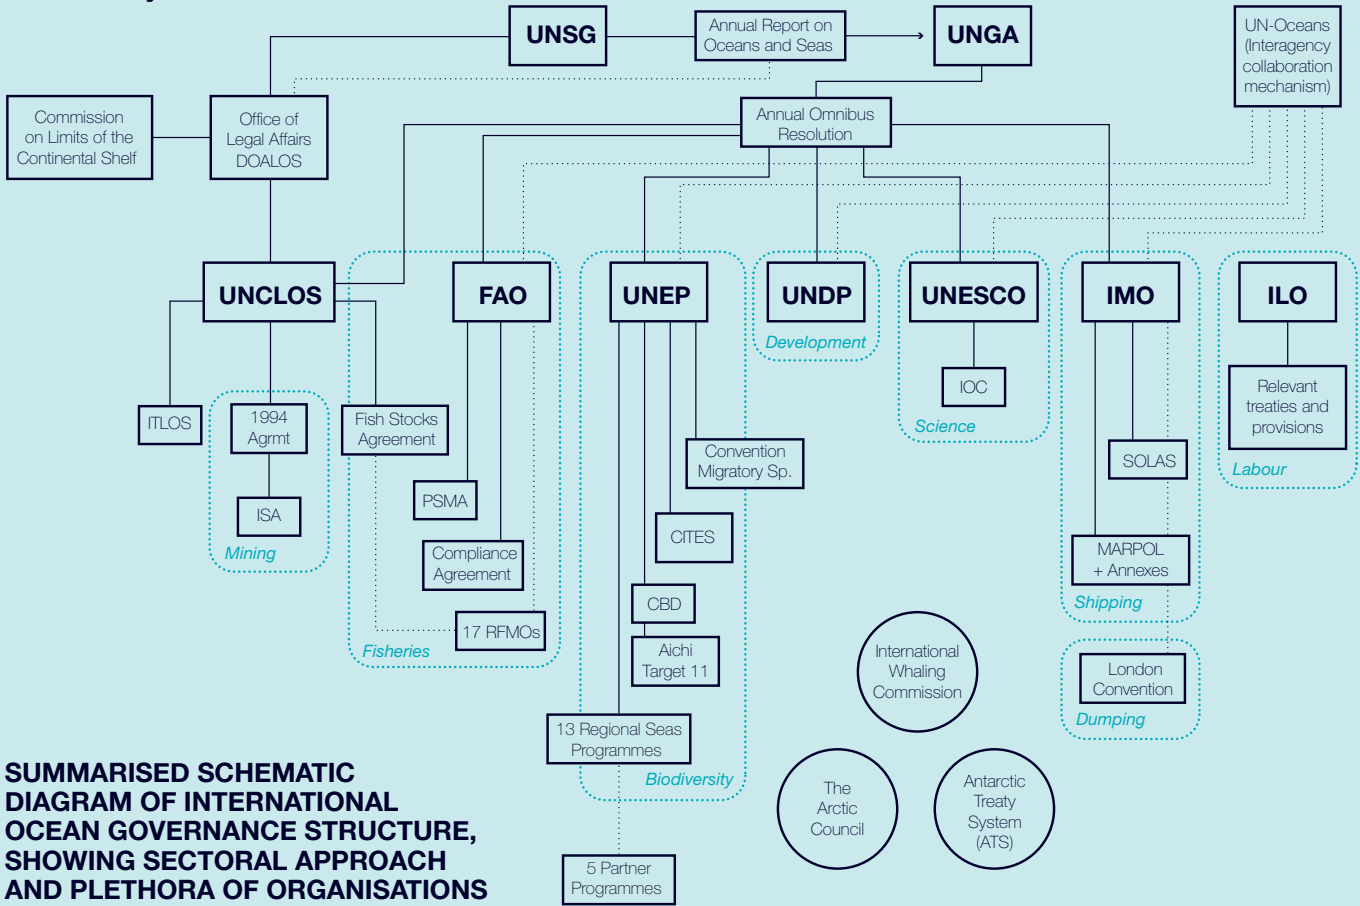 UNSG
Annual Report on
Oceans and Seas
UNGA
UN-Oceans
(Interagency
collaboration
mechanism)
Commission
on Limits of the
Continental Shelf
Office of
Legal Affairs
DOALOS
Annual Omnibus
Resolution
UNCLOS
FAO
UNEP
UNDP
UNESCO
IMO
ILO
Development
ITLOS
1994
Agrmt
ISA
Mining
Fish Stocks
Agreement
PSMA
Compliance
Agreement
17 RFMOs
Fisheries
Convention
Migratory Sp.
CITES
CBD
Aichi
Target 11
13 Regional Seas
Programmes
Biodiversity
5 Partner
Programmes
IOC
Science
SOLAS
MARPOL
+ Annexes
Shipping
London
Convention
Dumping
Relevant
treaties and
provisions
Labour
International
Whaling
Commission
The
Arctic
Council
Antarctic
Treaty
System
(ATS)
SUMMARISED SCHEMATIC
DIAGRAM OF INTERNATIONAL
OCEAN GOVERNANCE STRUCTURE,
SHOWING SECTORAL APPROACH
AND PLETHORA OF ORGANISATIONS